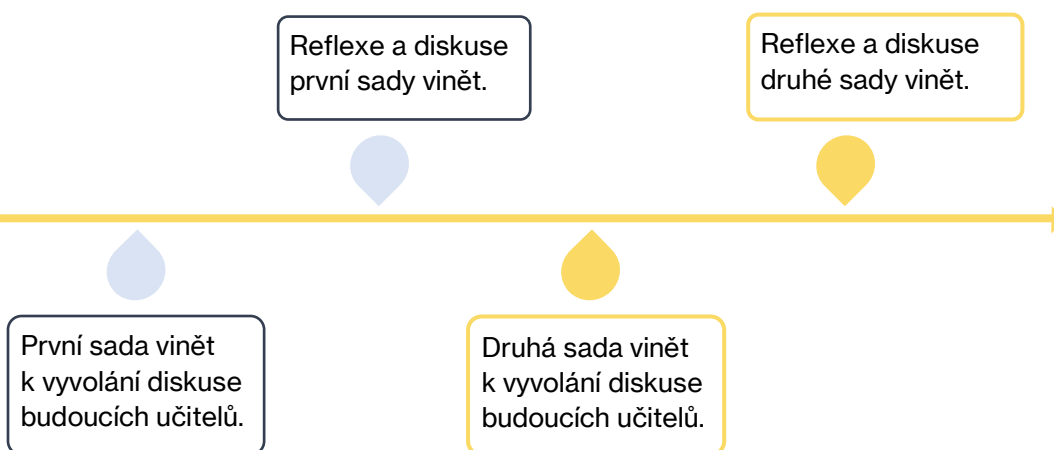 Reflexe a diskuse
první sady vinět.
Reflexe a diskuse
druhé sady vinět.
První sada vinět
k vyvolání diskuse
budoucích učitelů.
Druhá sada vinět
k vyvolání diskuse
budoucích učitelů.